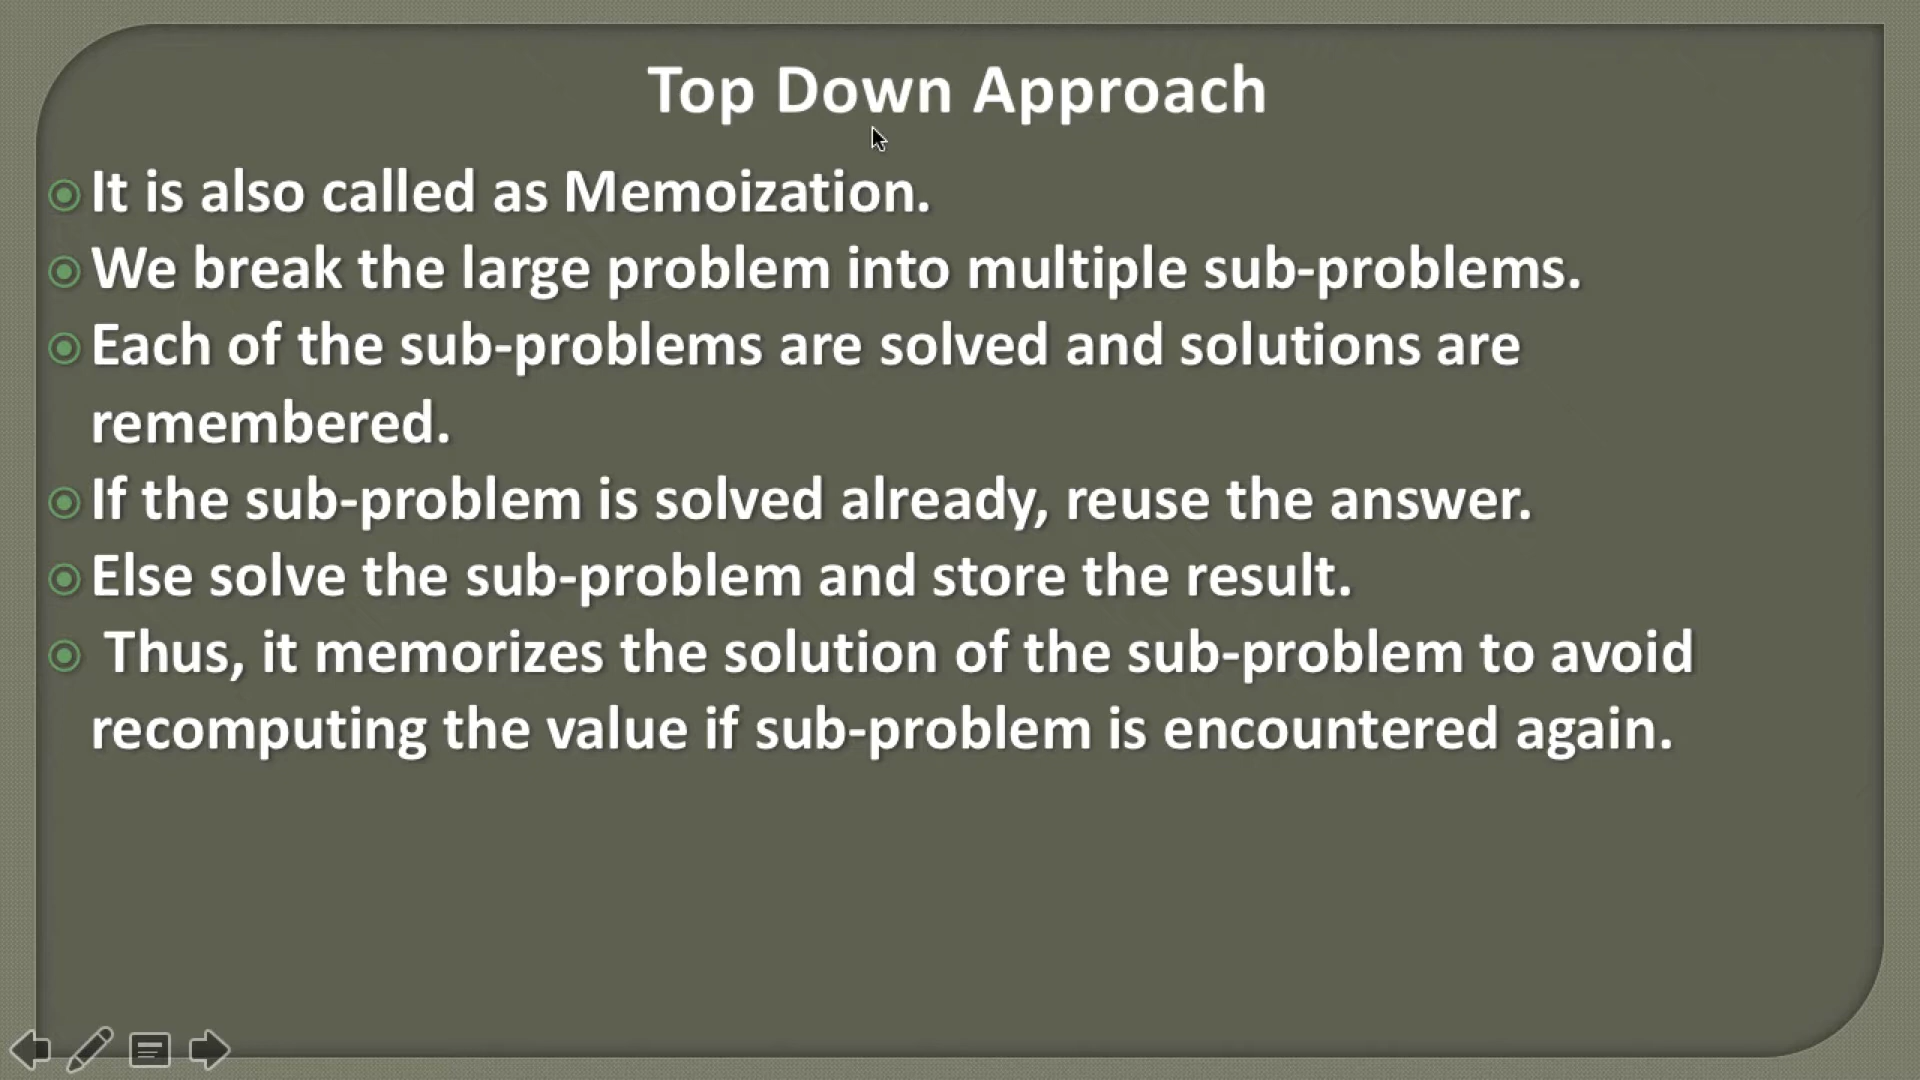 Top Down Approach
It is also called as Memoization.
We break the large problem into multiple sub-problems.
Each of the sub-problems are solved and solutions are
remembered.
If the sub-problem is solved already, reuse the answer.
Else solve the sub-problem and store the result.
Thus, it memorizes the solution of the sub-problem to avoid
recomputing the value if sub-problem is encountered again.